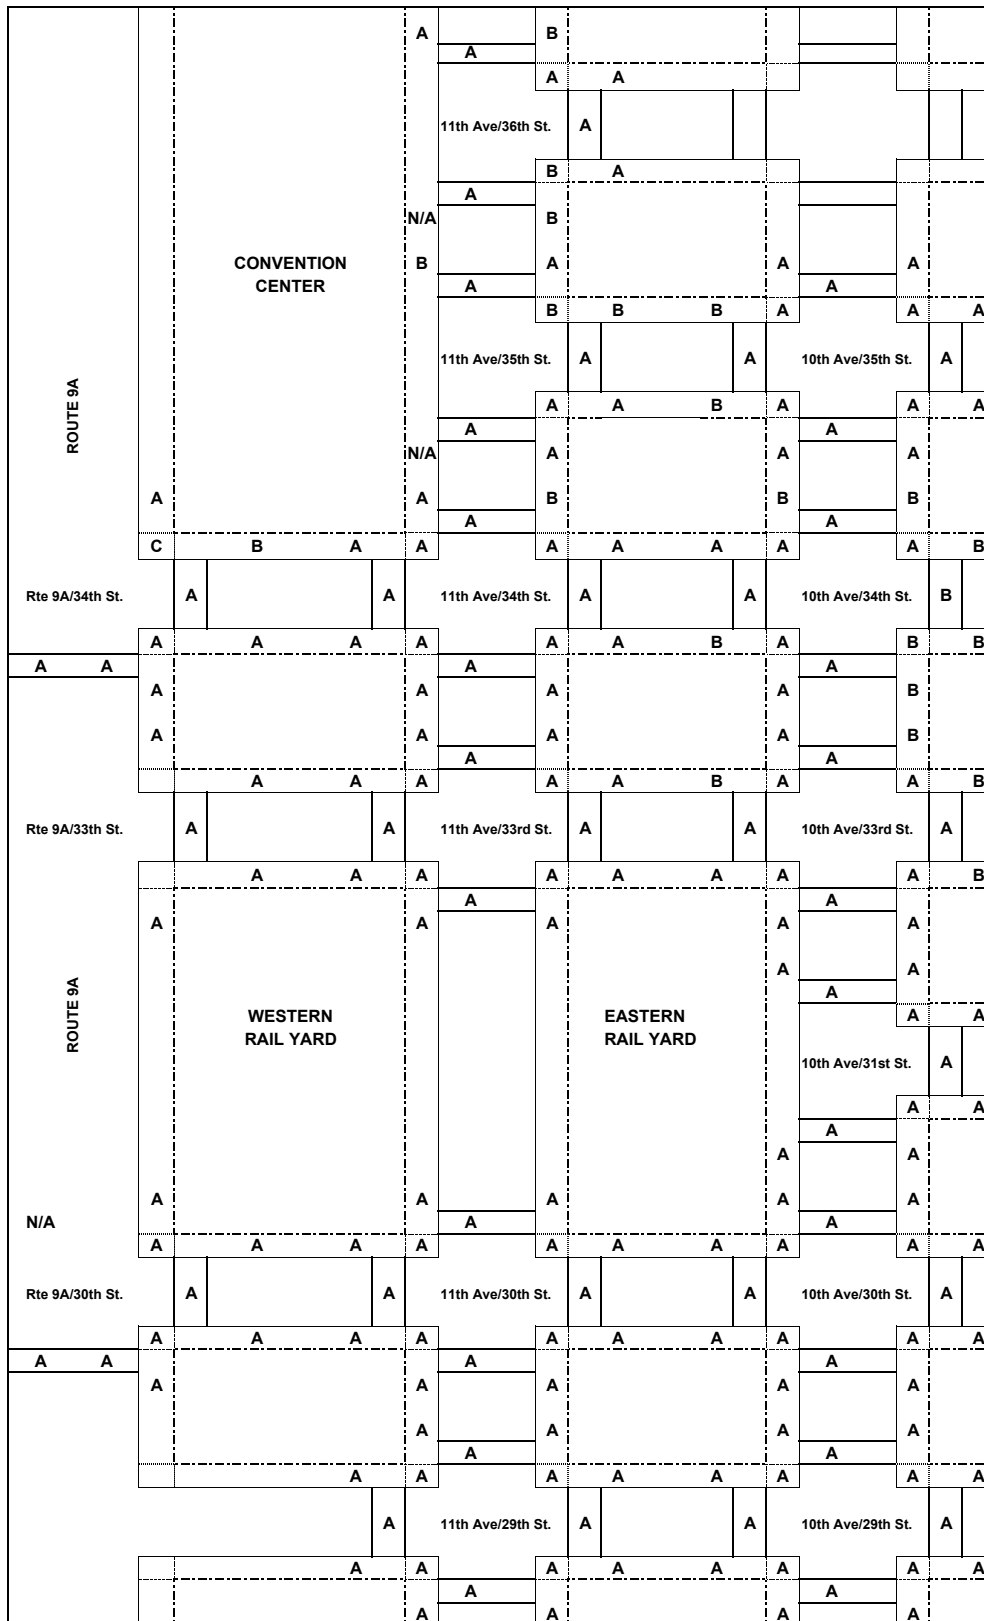 A B
A
A A
11th Ave/36th St. A
B A
A
N/A B
CONVENTION B A A A
CENTER A A
B B B A A A
11th Ave/35th St. A A 10th Ave/35th St. A
ROUTE 9A
A A B A A A
A A
N/A A A A
A A B B B
A A
C B A A A A A A A B
Rte 9A/34th St. A A 11th Ave/34th St. A A 10th Ave/34th St. B
A A A A A A B A B B
A A A A
A A A A B
A A A A B
A A
A A A A A B A A B
Rte 9A/33th St. A A 11th Ave/33rd St. A A 10th Ave/33rd St. A
A A A A A A A A B
A A
A A A A A
A A
A
ROUTE 9A
WESTERN EASTERN A A
RAIL YARD RAIL YARD
10th Ave/31st St. A
A A
A
A A
A A A A A
N/A A A
A A A A A A A A A A
Rte 9A/30th St. A A 11th Ave/30th St. A A 10th Ave/30th St. A
A A A A A A A A A A
A A A A
A A A A A
A A A A
A A
A A A A A A A A
A 11th Ave/29th St. A A 10th Ave/29th St. A
A A A A A A A A
A A
A A A A